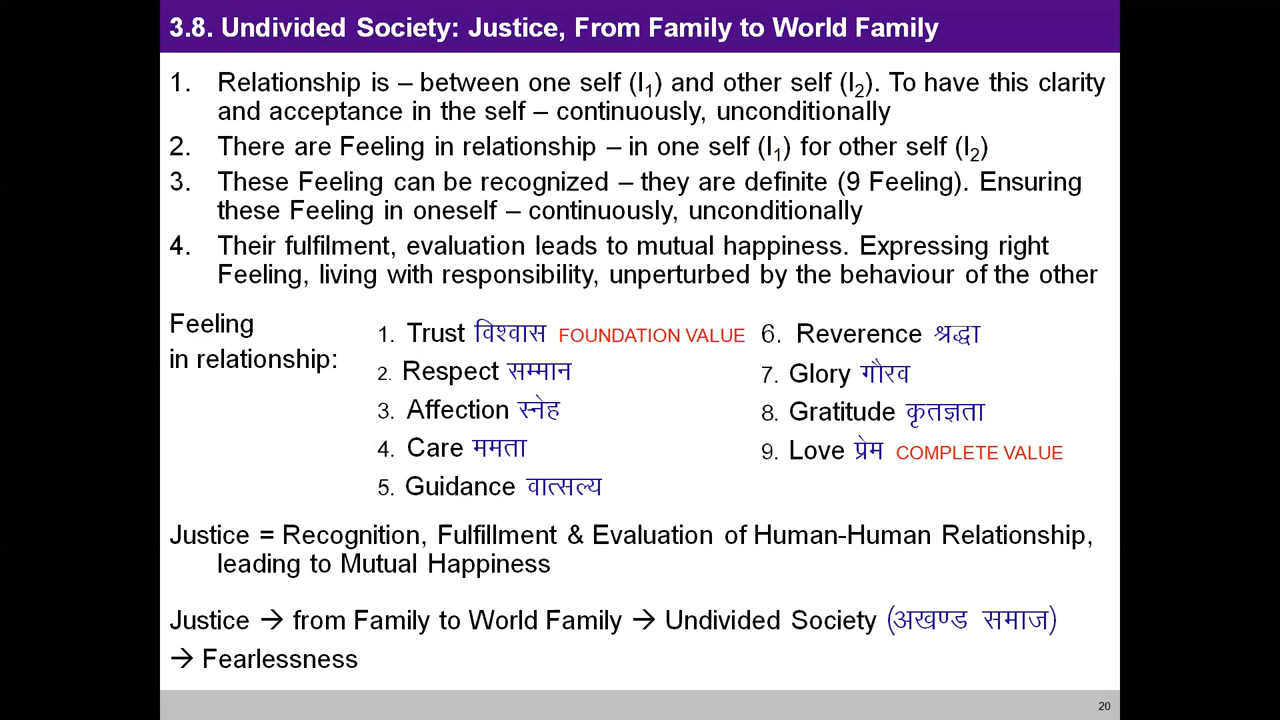 3.8. Undivided Society: Justice, From Family to World Family
1. Relationship is – between one self (I1) and other self (I2). To have this clarity
and acceptance in the self – continuously, unconditionally
2. There are Feeling in relationship – in one self (I1) for other self (I2)
3. These Feeling can be recognized – they are definite (9 Feeling). Ensuring
these Feeling in oneself – continuously, unconditionally
4. Their fulfilment, evaluation leads to mutual happiness. Expressing right
Feeling, living with responsibility, unperturbed by the behaviour of the other
Feeling
in relationship:
1. Trust विश्वास FOUNDATION VALUE
2. Respect सम्मान
3. Affection स्नेह
4. Care ममता
5. Guidance वात्सल्य
6. Reverence श्रद्धा
7. Glory गौरव
8. Gratitude कृतज्ञता
9. Love प्रेम COMPLETE VALUE
Justice = Recognition, Fulfillment & Evaluation of Human-Human Relationship,
leading to Mutual Happiness
Justice → from Family to World Family → Undivided Society (अखण्ड समाज)
→ Fearlessness
20